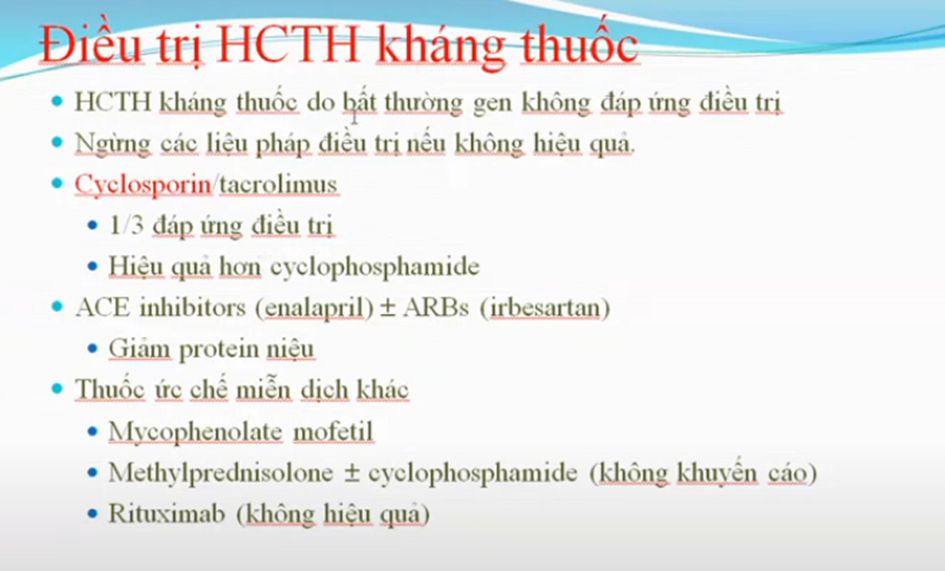 Điều trị HCTH kháng thuốc
HCTH kháng thuốc do bất thường gen không đáp ứng điều trị
Ngừng các liệu pháp điều trị nếu không hiệu quả.
Cyclosporin/tacrolimus
1/3 đáp ứng điều trị
Hiệu quả hơn cyclophosphamide
ACE inhibitors (enalapril) ± ARBs (irbesartan)
Giảm protein niệu
Thuốc ức chế miễn dịch khác
Mycophenolate mofetil
Methylprednisolone ± cyclophosphamide (không khuyến cáo)
Rituximab (không hiệu quả)